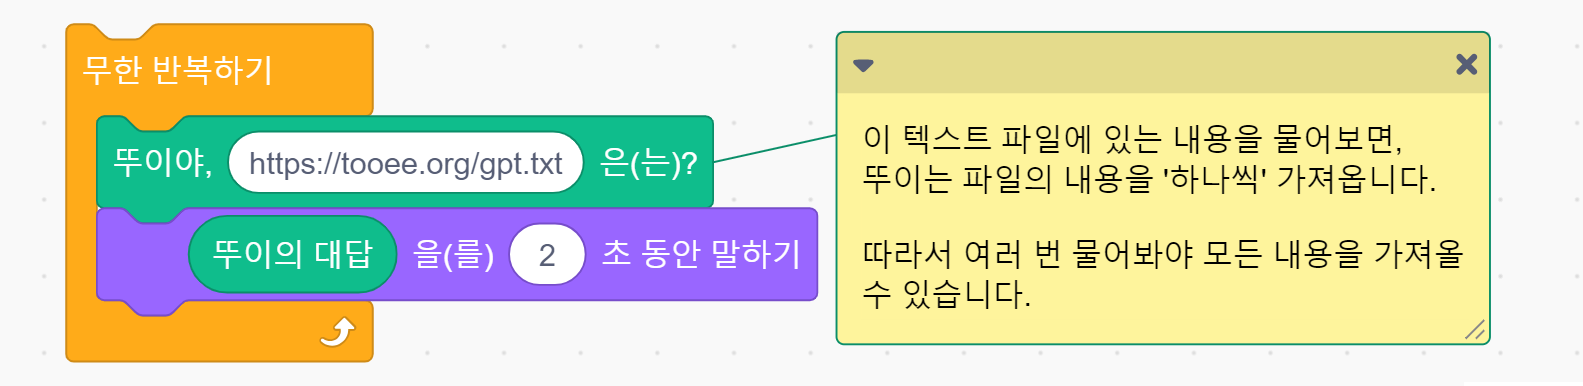 무한 반복하기
뚜이야, https://tooee.org/gpt.txt 은(는)?
뚜이의 대답 을(를) 2 초 동안 말하기
이 텍스트 파일에 있는 내용을 물어보면,
뚜이는 파일의 내용을 '하나씩' 가져옵니다.
따라서 여러 번 물어봐야 모든 내용을 가져올
수 있습니다.